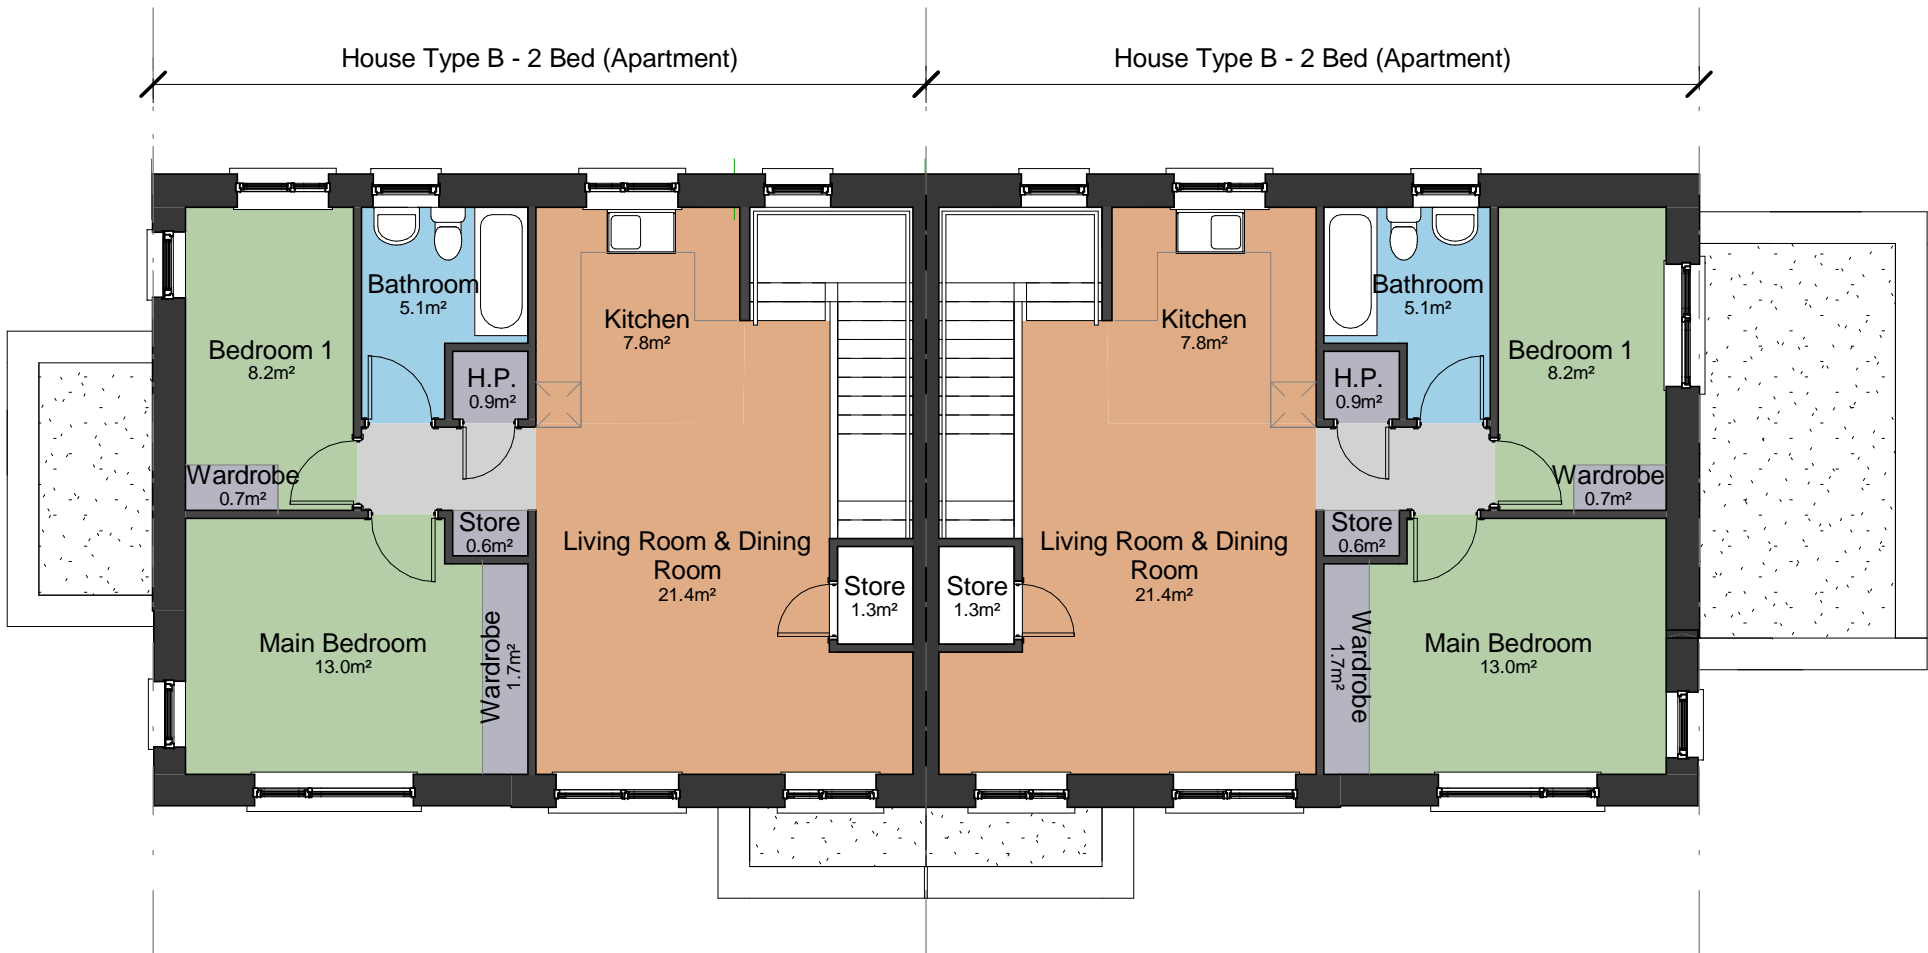 House Type B - 2 Bed (Apartment)
House Type B - 2 Bed (Apartment)
Bathroom
5.1m²
Bedroom 1
8.2m²
Kitchen
7.8m²
H.P.
0.9m²
Wardrobe
0.7m²
Store
0.6m²
Living Room & Dining
Room
21.4m²
Store
1.3m²
Main Bedroom
13.0m²
Wardrobe
1.7m²
Kitchen
7.8m²
Bathroom
5.1m²
Bedroom 1
8.2m²
H.P.
0.9m²
Wardrobe
0.7m²
Store
0.6m²
Living Room & Dining
Room
21.4m²
Store
1.3m²
Wardrobe
1.7m²
Main Bedroom
13.0m²